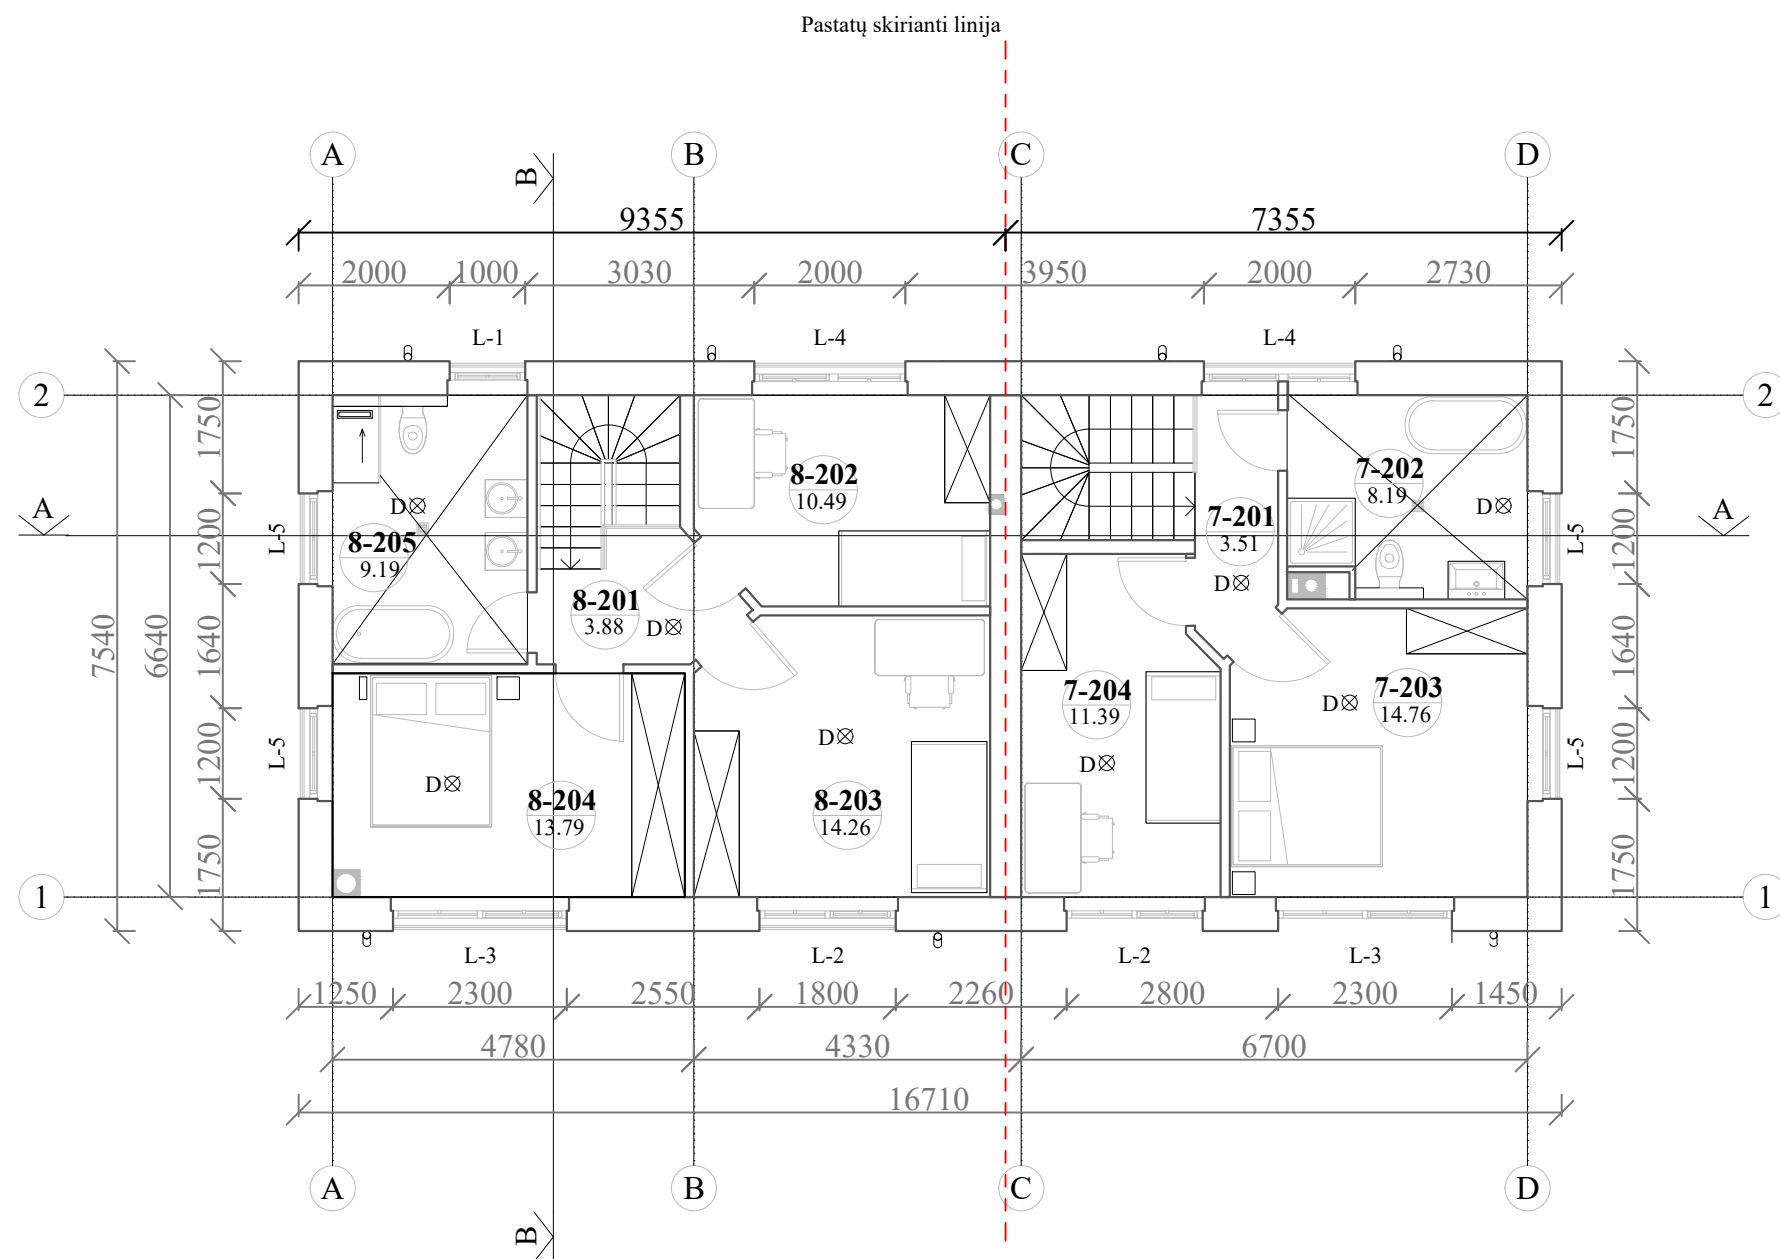 Pastatų skirianti linija
A
B
B
C
D
9355
7355
2000
1000
3030
2000
3950
2000
2730
L-1
L-4
L-4
2
2
1750
1200
1640
1200
1750
7540
6640
1750
1200
1640
1200
1750
A
A
L-5
L-5
L-5
L-5
8-202
10.49
7-202
8.19
D
D
7-201
3.51
D
8-205
9.19
8-201
3.88
D
7-204
11.39
D
7-203
14.76
D
D
D
8-204
13.79
8-203
14.26
1
1
L-3
L-2
L-2
L-3
1250
2300
2550
1800
2260
2800
2300
1450
4780
4330
6700
16710
A
B
B
C
D